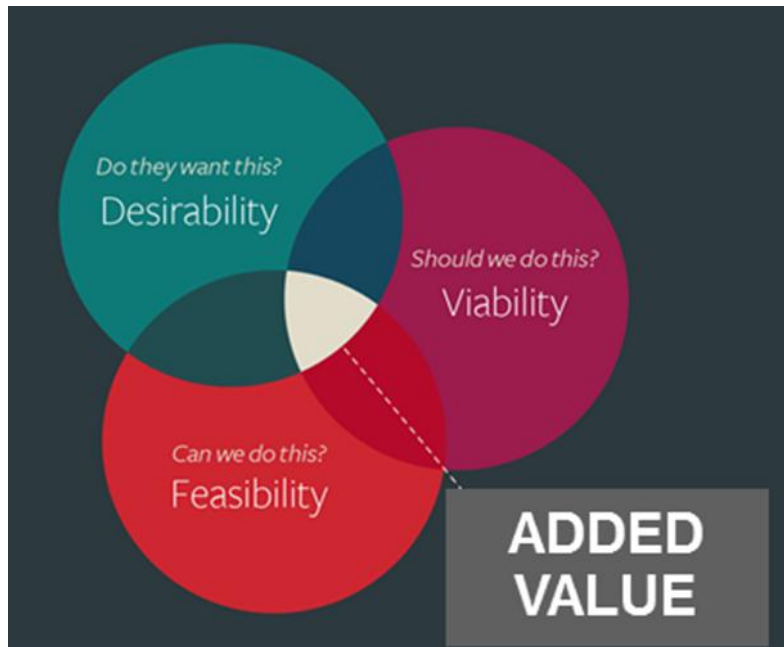 Do they want this?
Desirability
Should we do this?
Viability
Can we do this?
Feasibility
ADDED
VALUE